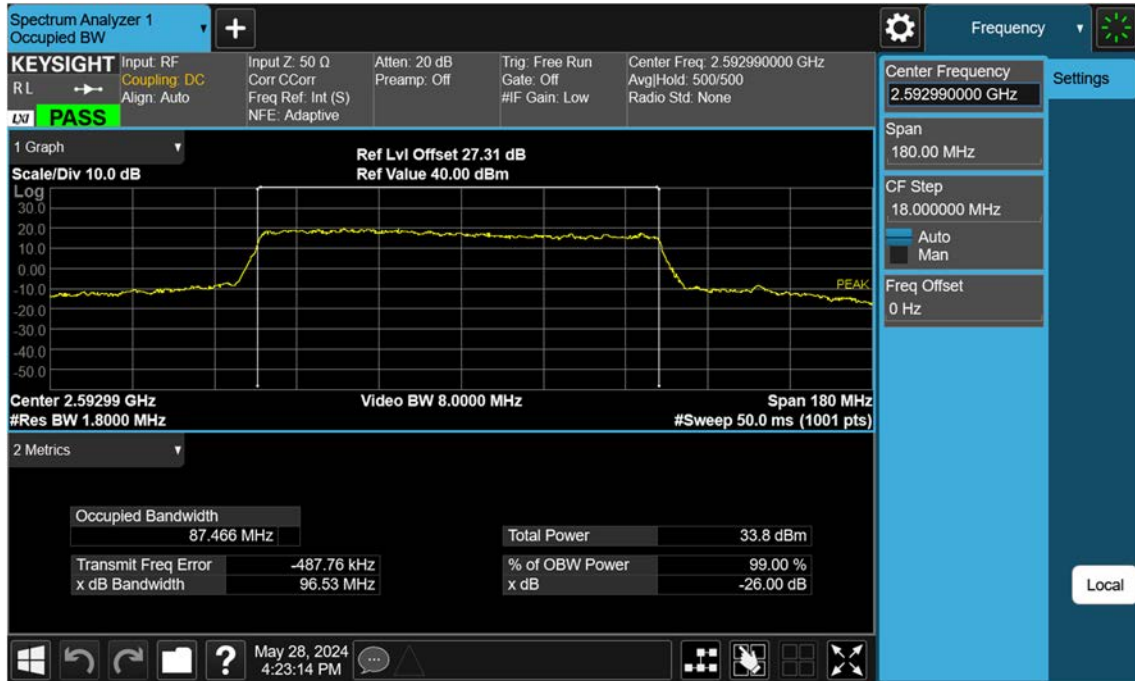 Spectrum Analyzer 1
Occupied BW
+
Frequency
KEYSIGHT
R L
LXI PASS
Input: RF
Coupling: DC
Align: Auto
Input Z: 50 Ω
Corr CCorr
Freq Ref: Int (S)
NFE: Adaptive
Atten: 20 dB
Preamp: Off
Trig: Free Run
Gate: Off
#IF Gain: Low
Center Freq: 2.592990000 GHz
Avg|Hold: 500/500
Radio Std: None
Center Frequency
2.592990000 GHz
Settings
Span
180.00 MHz
CF Step
18.000000 MHz
Auto
Man
Freq Offset
0 Hz
Local
1 Graph
Scale/Div 10.0 dB
Ref Lvl Offset 27.31 dB
Ref Value 40.00 dBm
Log
30.0
20.0
10.0
0.00
-10.0
-20.0
-30.0
-40.0
-50.0
PEAK
Center 2.59299 GHz
#Res BW 1.8000 MHz
Video BW 8.0000 MHz
Span 180 MHz
#Sweep 50.0 ms (1001 pts)
2 Metrics
Occupied Bandwidth
87.466 MHz
Total Power 33.8 dBm
Transmit Freq Error -487.76 kHz
% of OBW Power 99.00 %
x dB Bandwidth 96.53 MHz
x dB -26.00 dB
?
May 28, 2024
4:23:14 PM